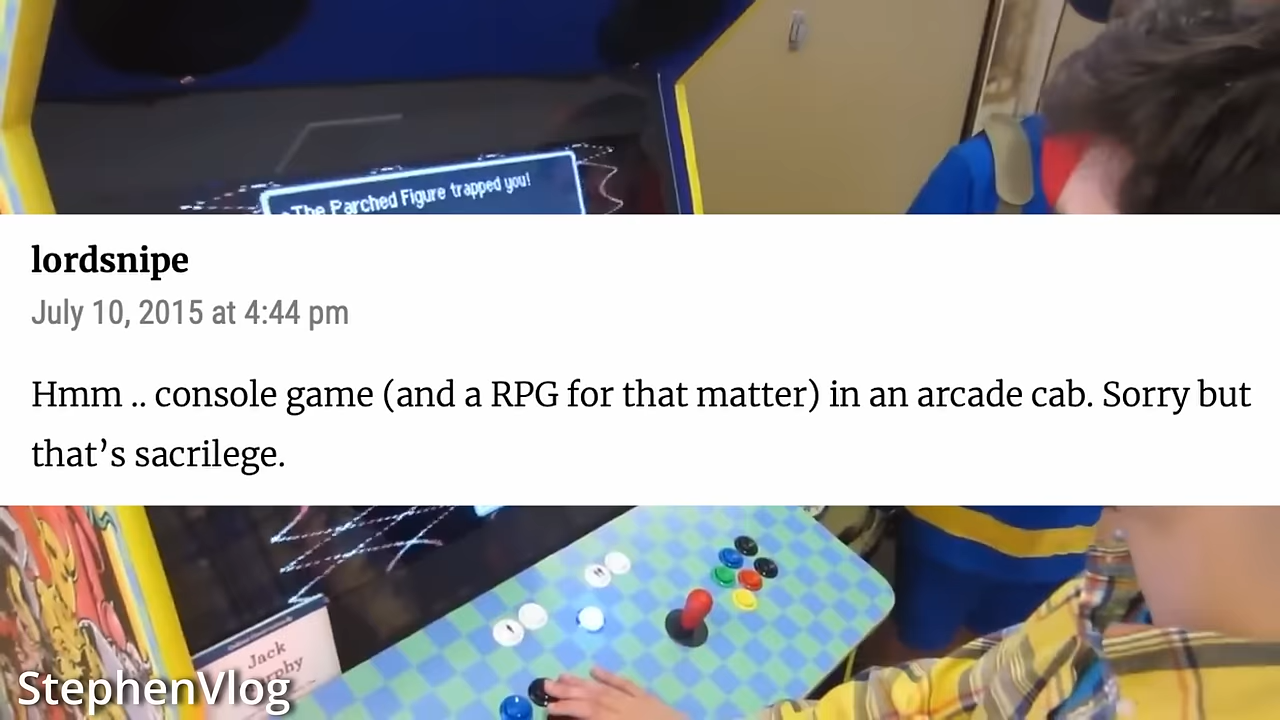 The Parched Figure trapped you!
lordsnipe
July 10, 2015 at 4:44 pm
Hmm .. console game (and a RPG for that matter) in an arcade cab. Sorry but
that’s sacrilege.
Jack
StephenVlog